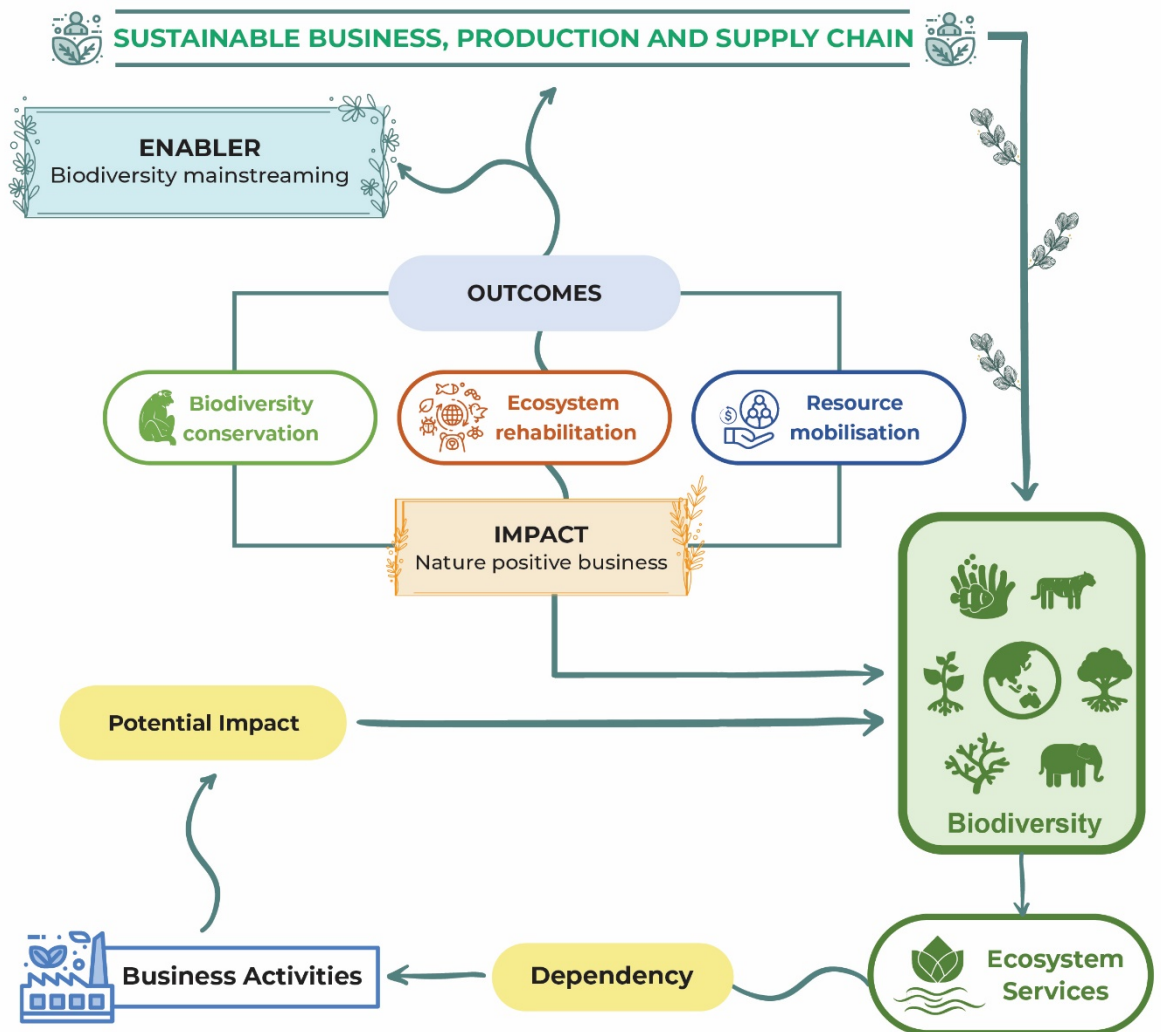 SUSTAINABLE BUSINESS, PRODUCTION AND SUPPLY CHAIN
ENABLER
Biodiversity mainstreaming
OUTCOMES
Biodiversity
conservation
Ecosystem
rehabilitation
$
Resource
mobilisation
IMPACT
Nature positive business
Potential Impact
Biodiversity
Business Activities
Dependency
Ecosystem
Services